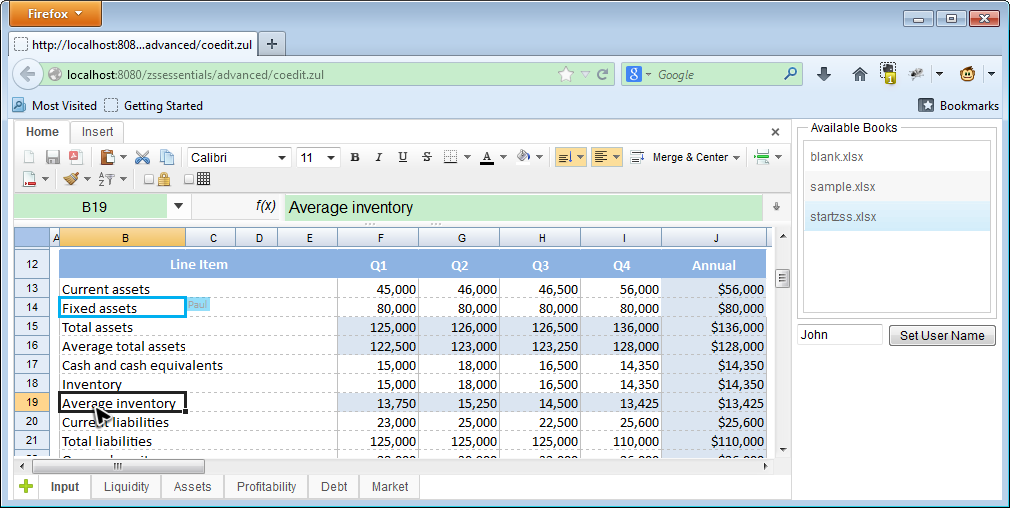 Firefox
http://localhost:808...advanced/coedit.zul
localhost:8080/zssessentials/advanced/coedit.zul
Google
1
Most Visited
Getting Started
Bookmarks
Home Insert
Calibri 11 B I U S A Merge & Center
B19 f(x) Average inventory
A B C D E F G H I J
12 Line Item Q1 Q2 Q3 Q4 Annual
13 Current assets 45,000 46,000 46,500 56,000 $56,000
14 Fixed assets Paul 80,000 80,000 80,000 80,000 $80,000
15 Total assets 125,000 126,000 126,500 136,000 $136,000
16 Average total assets 122,500 123,000 123,250 128,000 $128,000
17 Cash and cash equivalents 15,000 18,000 16,500 14,350 $14,350
18 Inventory 15,000 18,000 16,500 14,350 $14,350
19 Average inventory 13,750 15,250 14,500 13,425 $13,425
20 Current liabilities 23,000 25,000 22,500 25,600 $25,600
21 Total liabilities 125,000 125,000 125,000 110,000 $110,000
Input Liquidity Assets Profitability Debt Market
Available Books
blank.xlsx
sample.xlsx
startzss.xlsx
John Set User Name